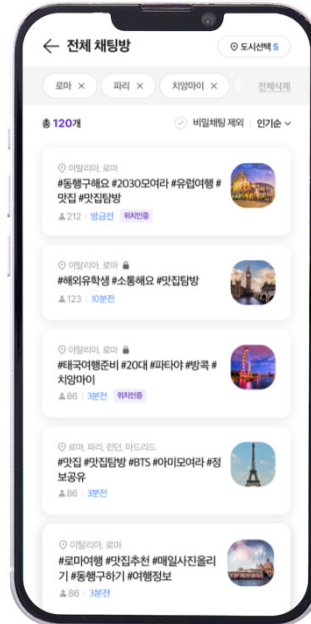 전체 채팅방
도시선택 5
로마 ×
파리 ×
치앙마이 ×
전체삭제
총 120개
비밀채팅 제외
인기순
이탈리아, 로마
#동행구해요 #2030모여라 #유럽여행 #
맛집 #맛집탐방
212 | 방금전 위치인증
이탈리아, 로마
#해외유학생 #소통해요 #맛집탐방
123 | 10분전
이탈리아, 로마
#태국여행준비 #20대 #파타야 #방콕 #
치앙마이
86 | 3분전 위치인증
로마, 파리, 런던, 마드리드
#맛집 #맛집탐방 #BTS #아미모여라 #정
보공유
86 | 3분전
이탈리아, 로마
#로마여행 #맛집추천 #매일사진올리
기 #동행구하기 #여행정보
86 | 3분전